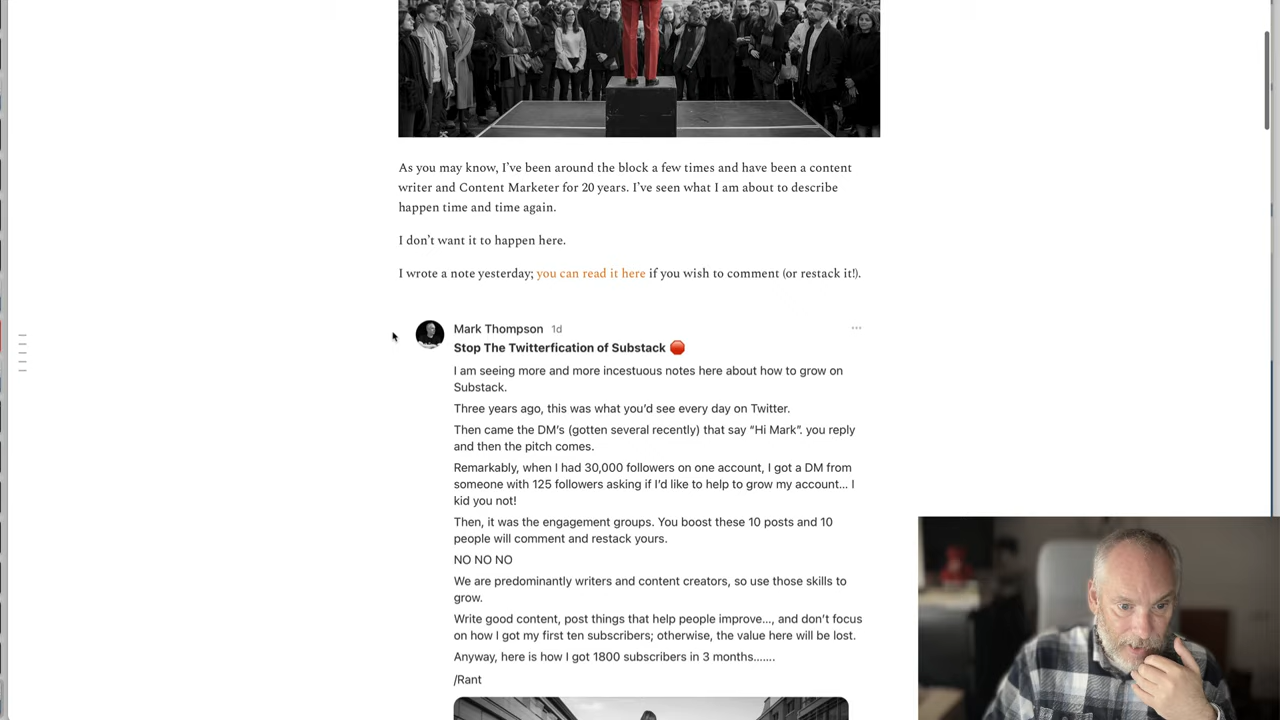 As you may know, I've been around the block a few times and have been a content
writer and Content Marketer for 20 years. I've seen what I am about to describe
happen time and time again.
I don't want it to happen here.
I wrote a note yesterday; you can read it here if you wish to comment (or restack it!).
Mark Thompson 1d
Stop The Twitterfication of Substack 🛑
I am seeing more and more incestuous notes here about how to grow on
Substack.
Three years ago, this was what you'd see every day on Twitter.
Then came the DM's (gotten several recently) that say “Hi Mark”. you reply
and then the pitch comes.
Remarkably, when I had 30,000 followers on one account, I got a DM from
someone with 125 followers asking if I'd like to help to grow my account... I
kid you not!
Then, it was the engagement groups. You boost these 10 posts and 10
people will comment and restack yours.
NO NO NO
We are predominantly writers and content creators, so use those skills to
grow.
Write good content, post things that help people improve..., and don't focus
on how I got my first ten subscribers; otherwise, the value here will be lost.
Anyway, here is how I got 1800 subscribers in 3 months.......
/Rant